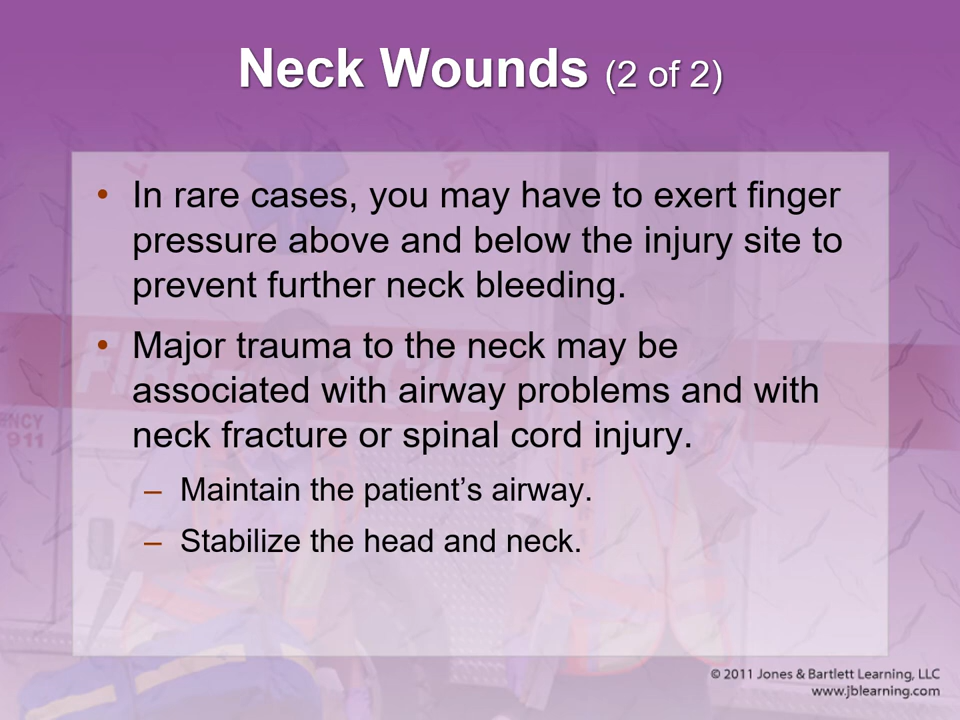 Neck Wounds (2 of 2)
• In rare cases, you may have to exert finger
pressure above and below the injury site to
prevent further neck bleeding.
• Major trauma to the neck may be
associated with airway problems and with
neck fracture or spinal cord injury.
– Maintain the patient’s airway.
– Stabilize the head and neck.
FIRE RESCUE
911
© 2011 Jones & Bartlett Learning, LLC
www.jblearning.com